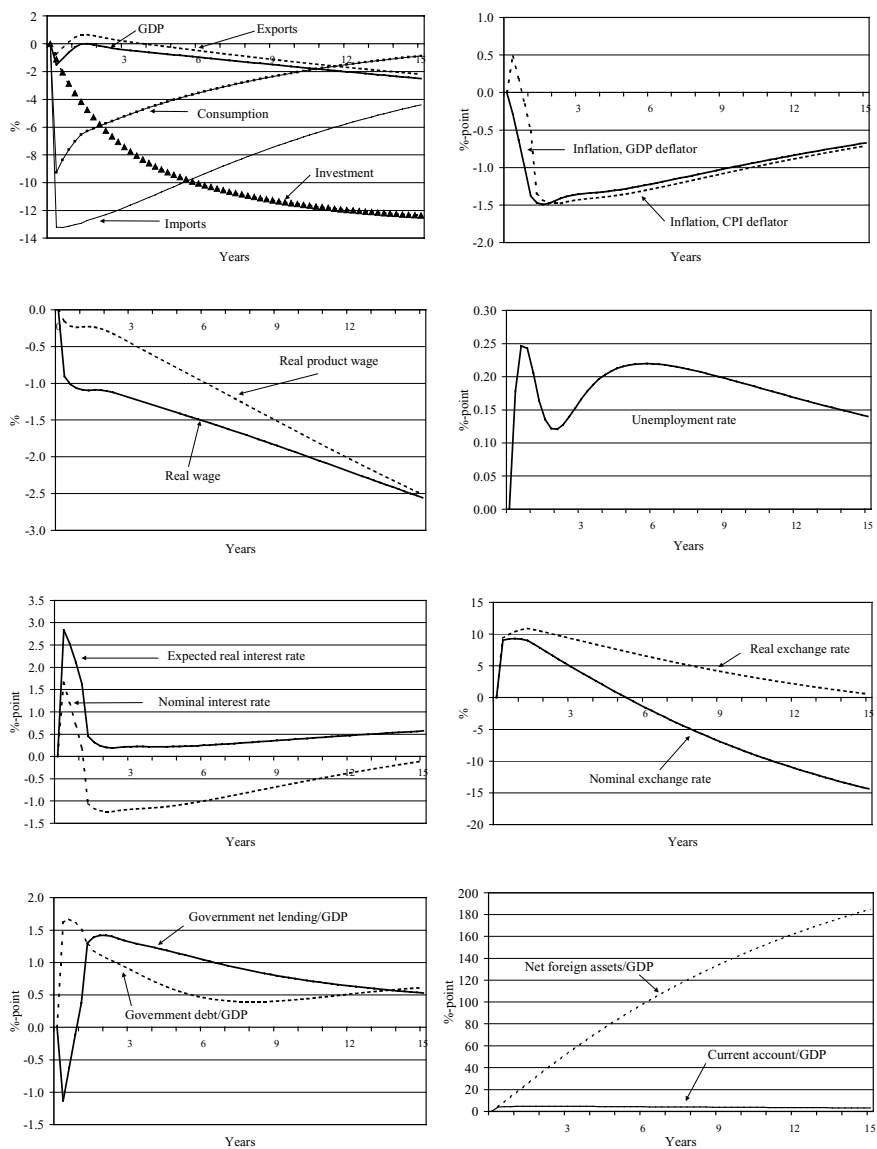 2
0
-2
-4
-6
-8
-10
-12
-14
%
GDP
Exports
3 6 9 12 15
Consumption
Investment
Imports
Years
1.0
0.5
0.0
-0.5
-1.0
-1.5
-2.0
%-point
3 6 9 12 15
Inflation, GDP deflator
Inflation, CPI deflator
Years
0.0
-0.5
-1.0
-1.5
-2.0
-2.5
-3.0
%
0 3 6 9 12 15
Real product wage
Real wage
Years
0.30
0.25
0.20
0.15
0.10
0.05
0.00
%-point
Unemployment rate
3 6 9 12 15
Years
3.5
3.0
2.5
2.0
1.5
1.0
0.5
0.0
-0.5
-1.0
-1.5
%-point
Expected real interest rate
Nominal interest rate
3 6 9 12 15
Years
15
10
5
0
-5
-10
-15
-20
%
Real exchange rate
3 6 9 12 15
Nominal exchange rate
Years
2.0
1.5
1.0
0.5
0.0
-0.5
-1.0
-1.5
%-point
Government net lending/GDP
Government debt/GDP
3 6 9 12 15
Years
200
180
160
140
120
100
80
60
40
20
0
%-point
Net foreign assets/GDP
Current account/GDP
3 6 9 12 15
Years